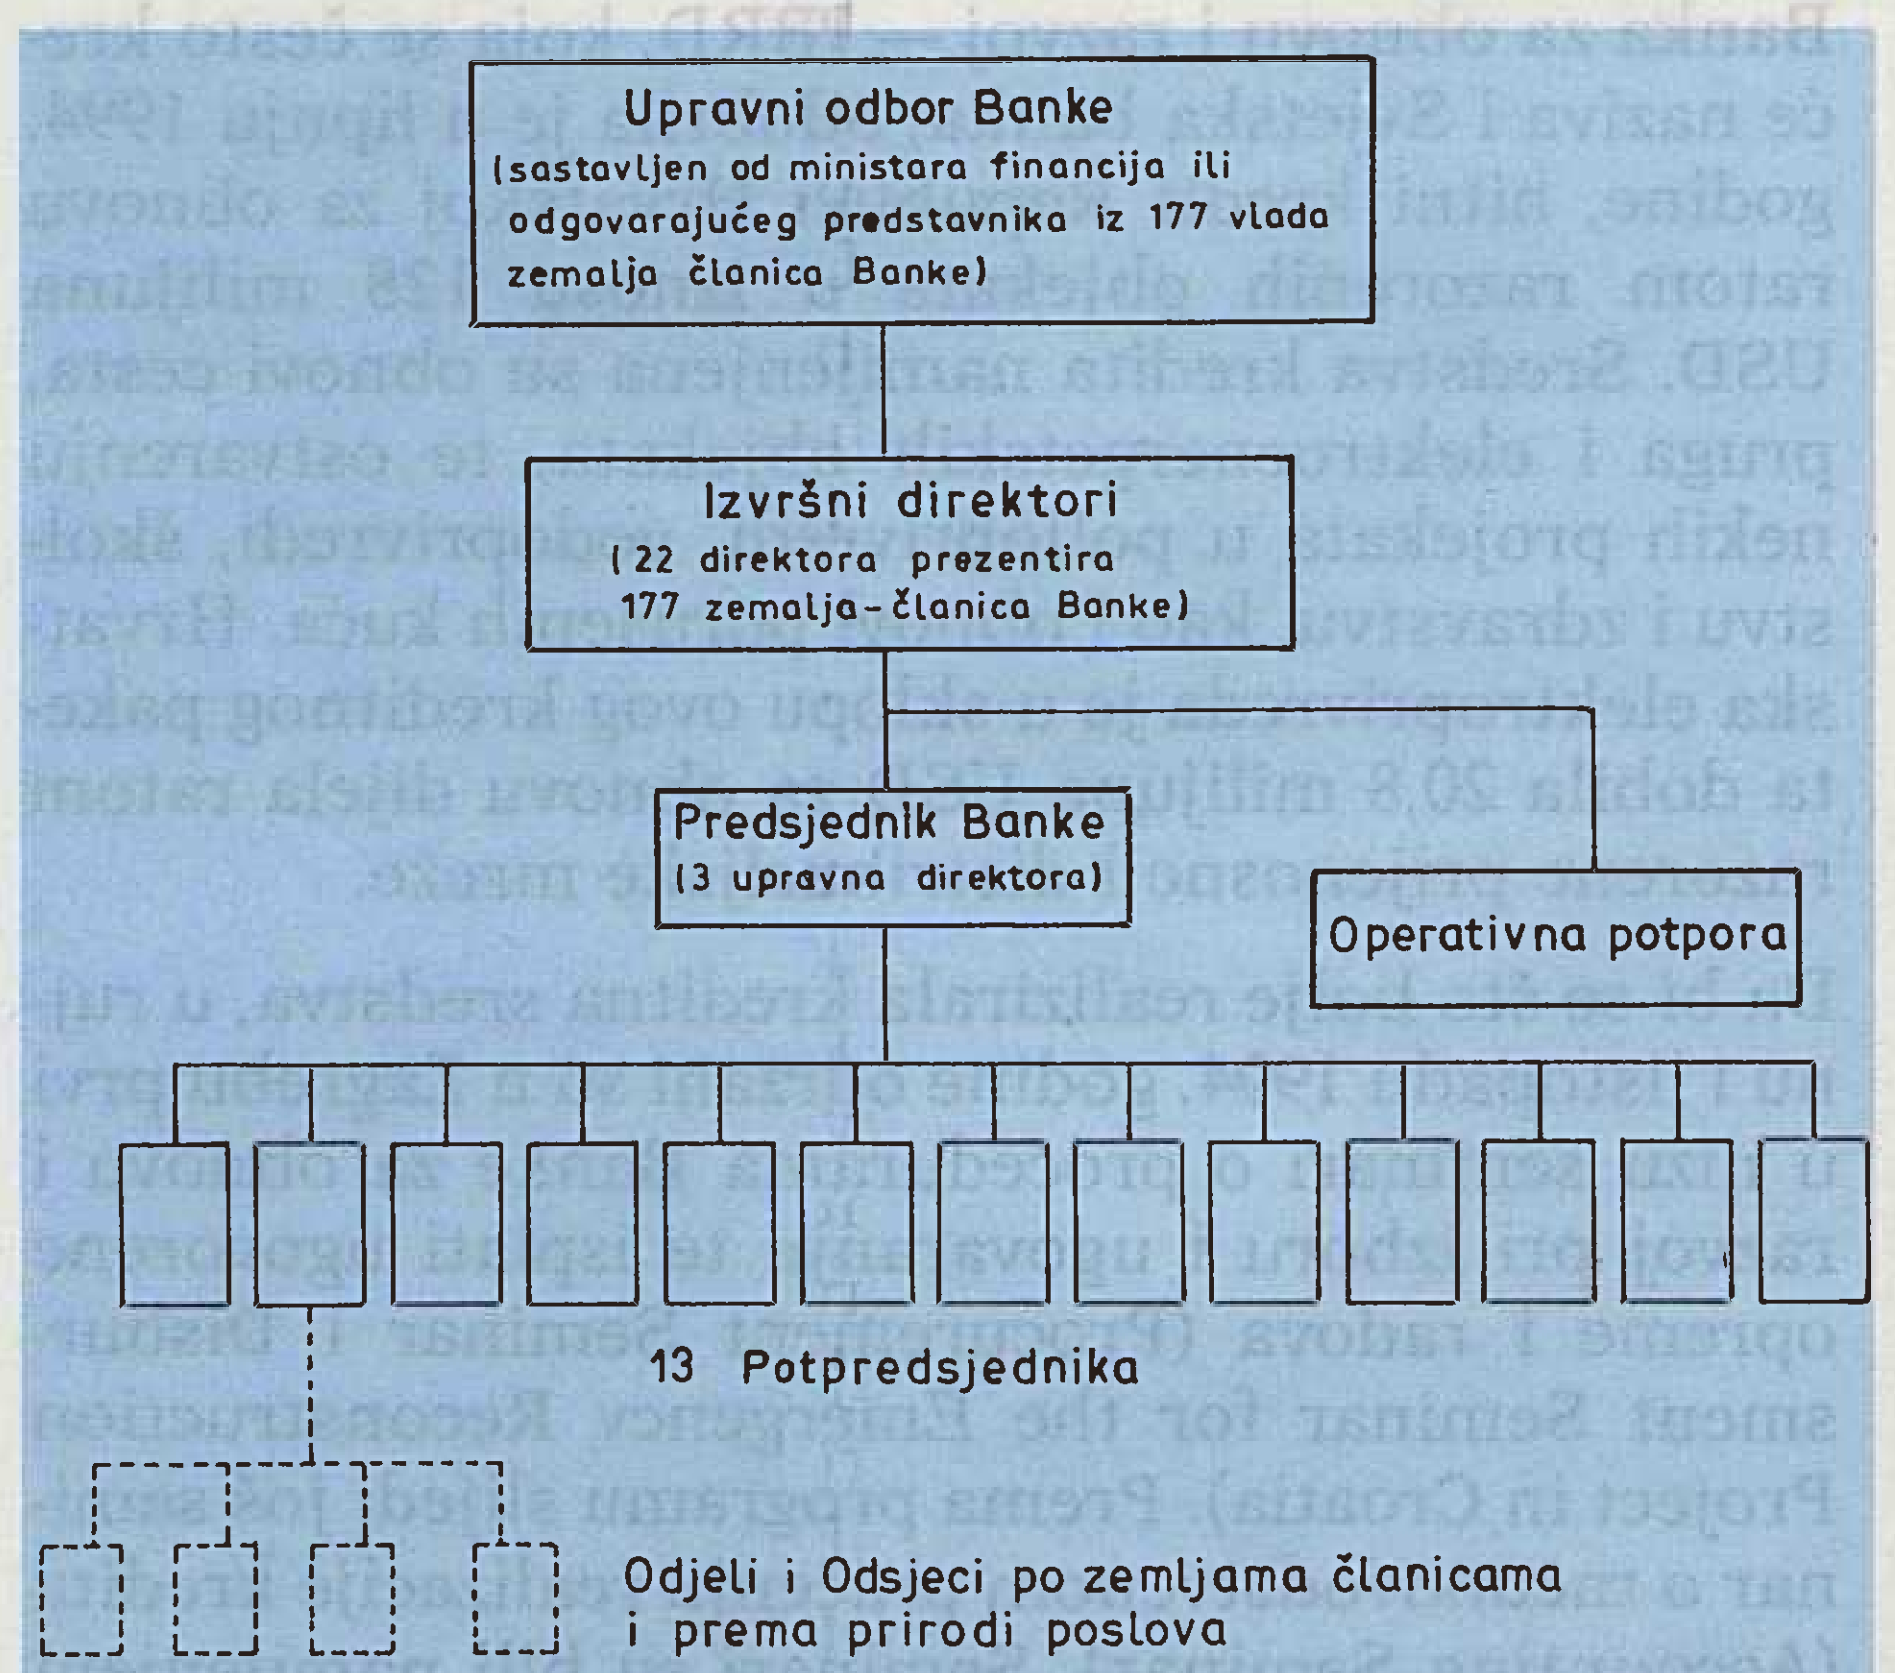 Upravni odbor Banke
(sastavljen od ministara financija ili
odgovarajućeg predstavnika iz 177 vlada
zemalja članica Banke)
Izvršni direktori
(22 direktora prezentira
177 zemalja-članica Banke)
Predsjednik Banke
(3 upravna direktora)
Operativna potpora
13 Potpredsjednika
Odjeli i Odsjeci po zemljama članicama
i prema prirodi poslova